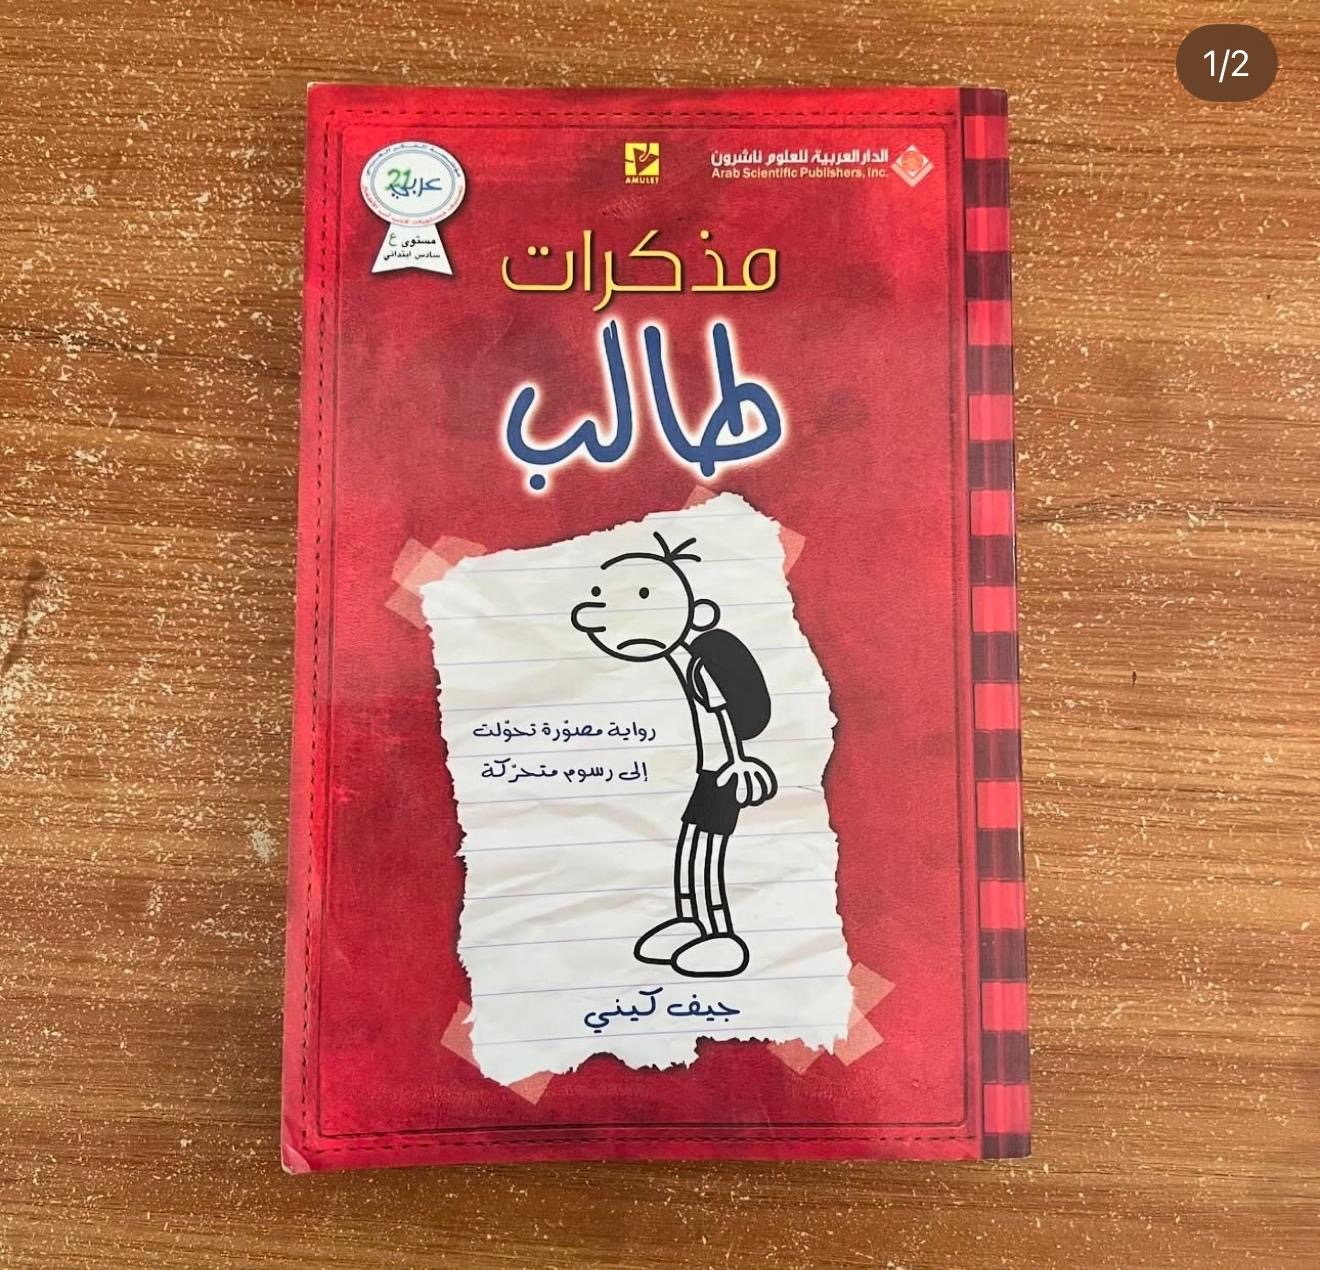 1/2
الدار العربية للعلوم ناشرون
Arab Scientific Publishers, Inc.
AMULET
عربي 21
مستوى ع
سادس ابتدائي
مذكرات
طالب
رواية مصوّرة تحوّلت
إلى رسوم متحرّكة
جيف كيني